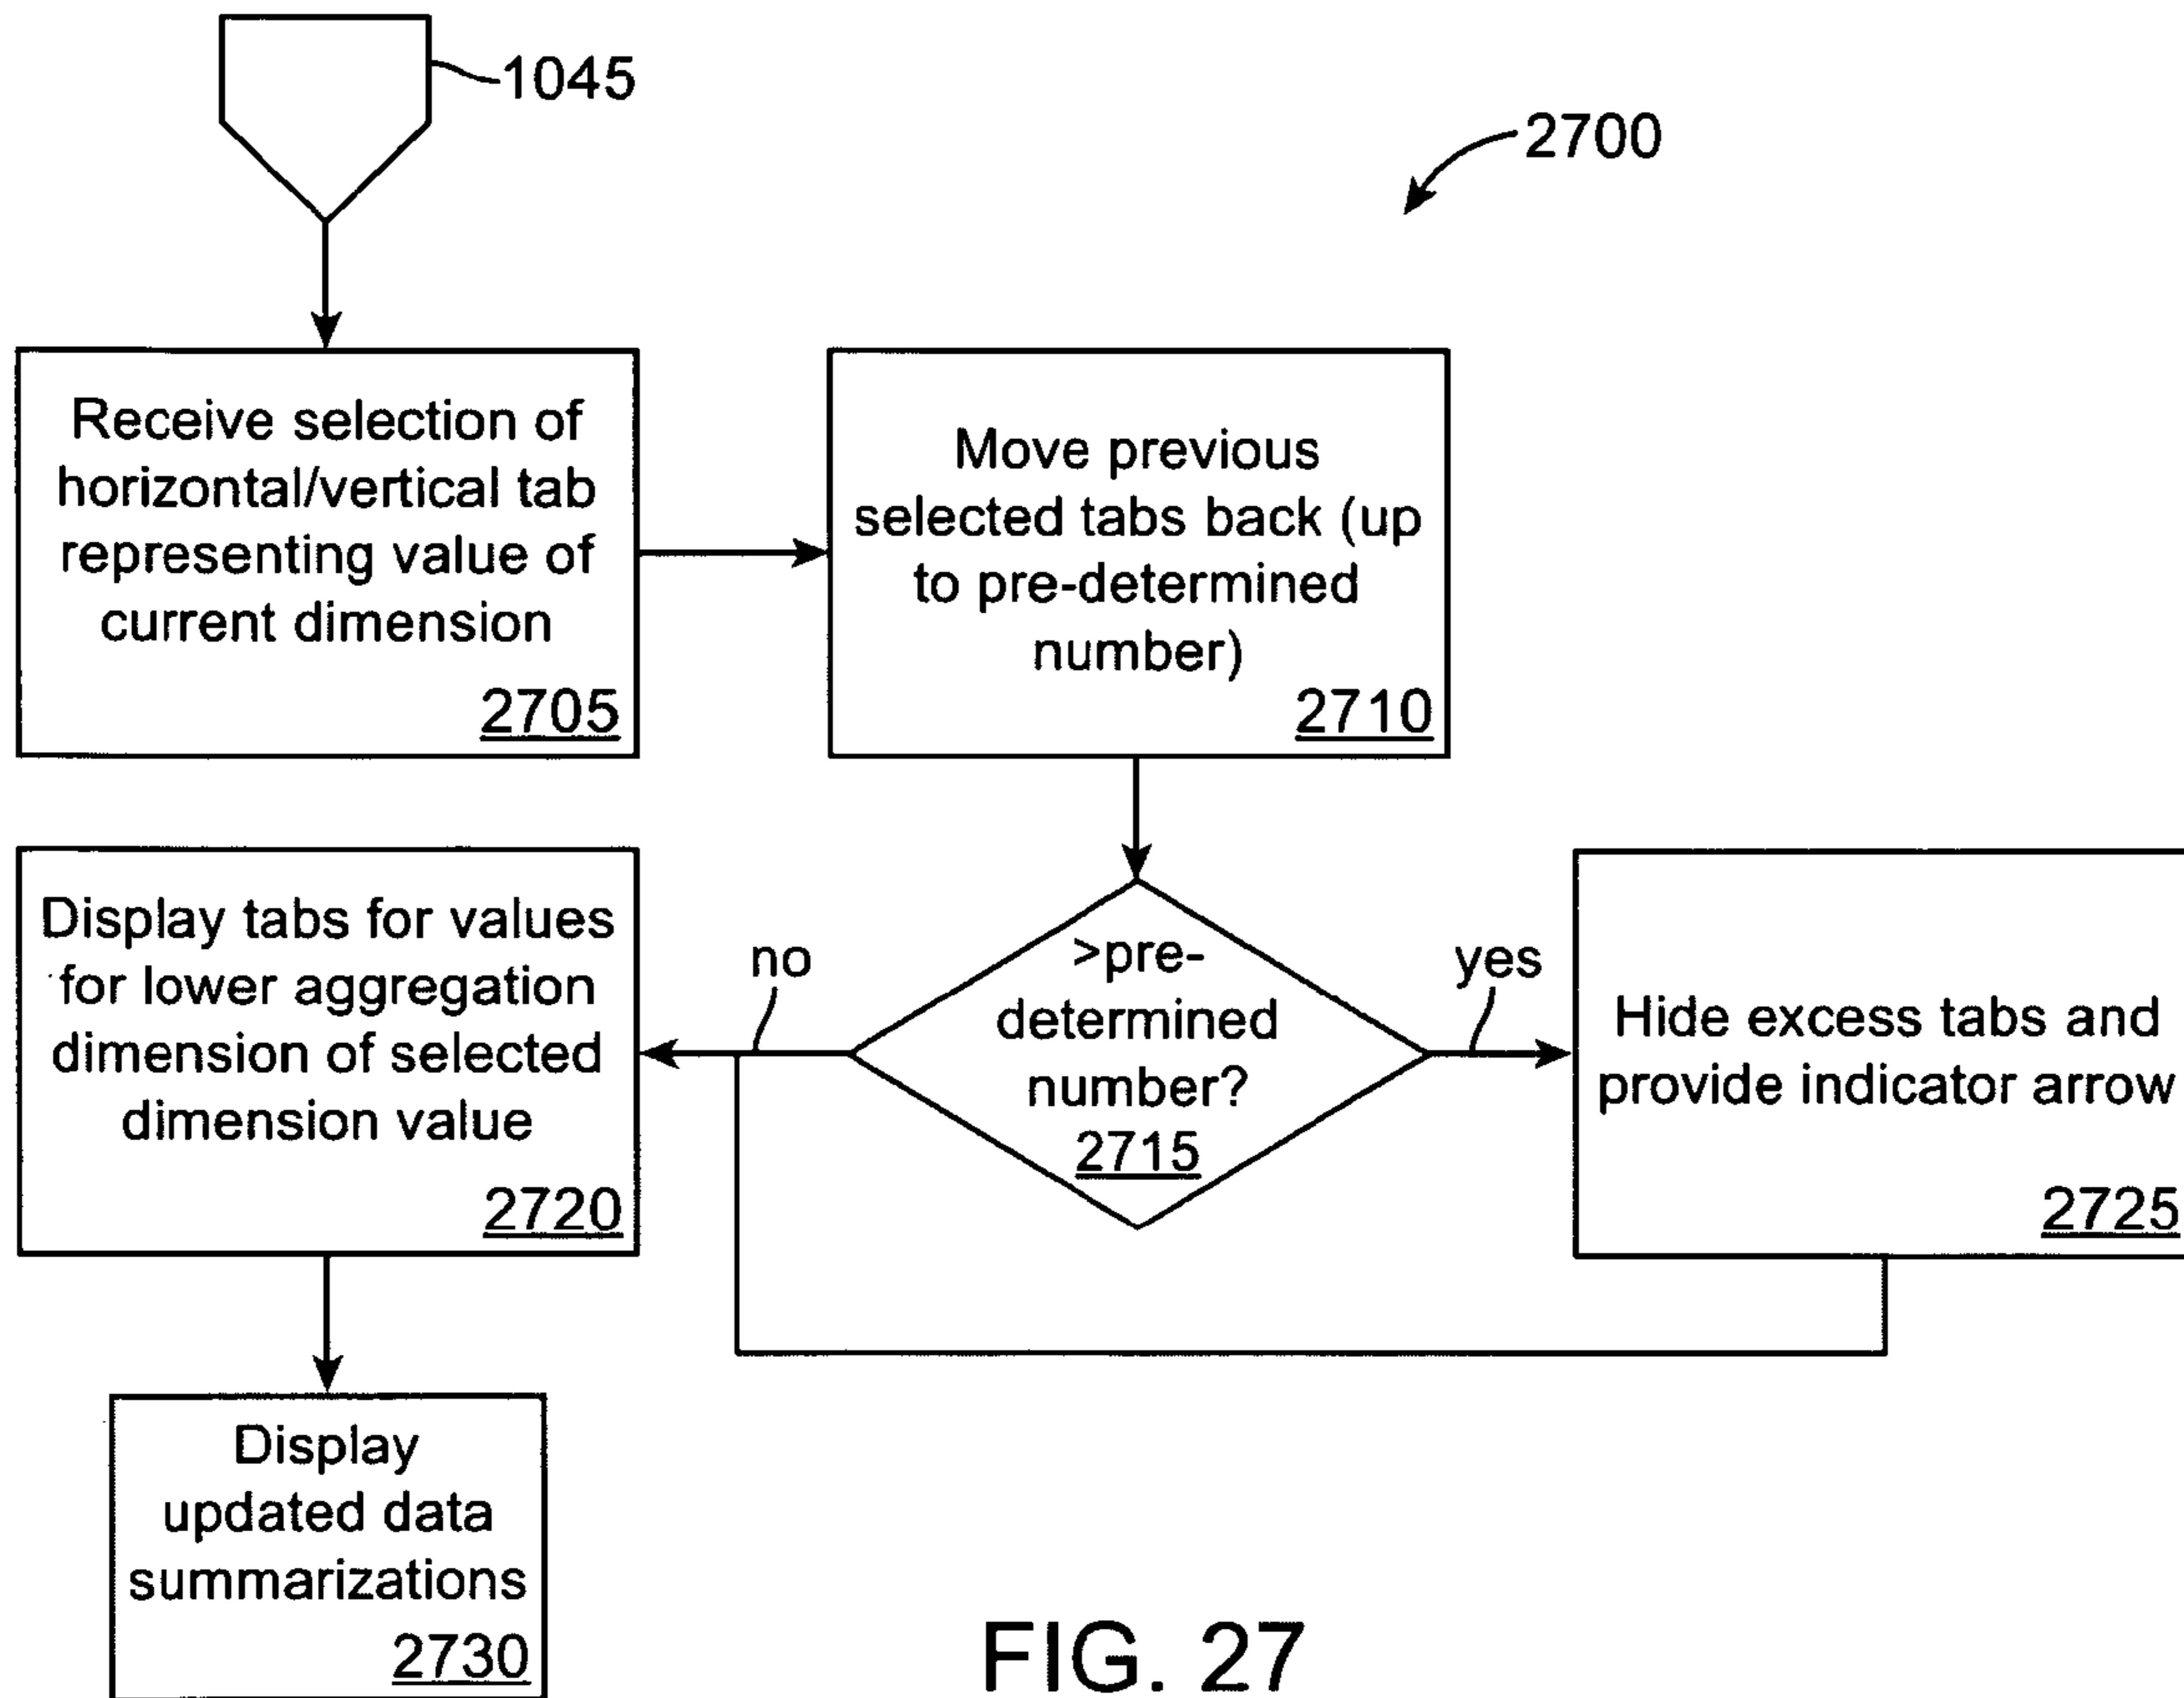 1045
2700
Receive selection of
horizontal/vertical tab
representing value of
current dimension
2705
Move previous
selected tabs back (up
to pre-determined
number)
2710
>pre-
determined
number?
2715
no
yes
Display tabs for values
for lower aggregation
dimension of selected
dimension value
2720
Hide excess tabs and
provide indicator arrow
2725
Display
updated data
summarizations
2730
FIG. 27